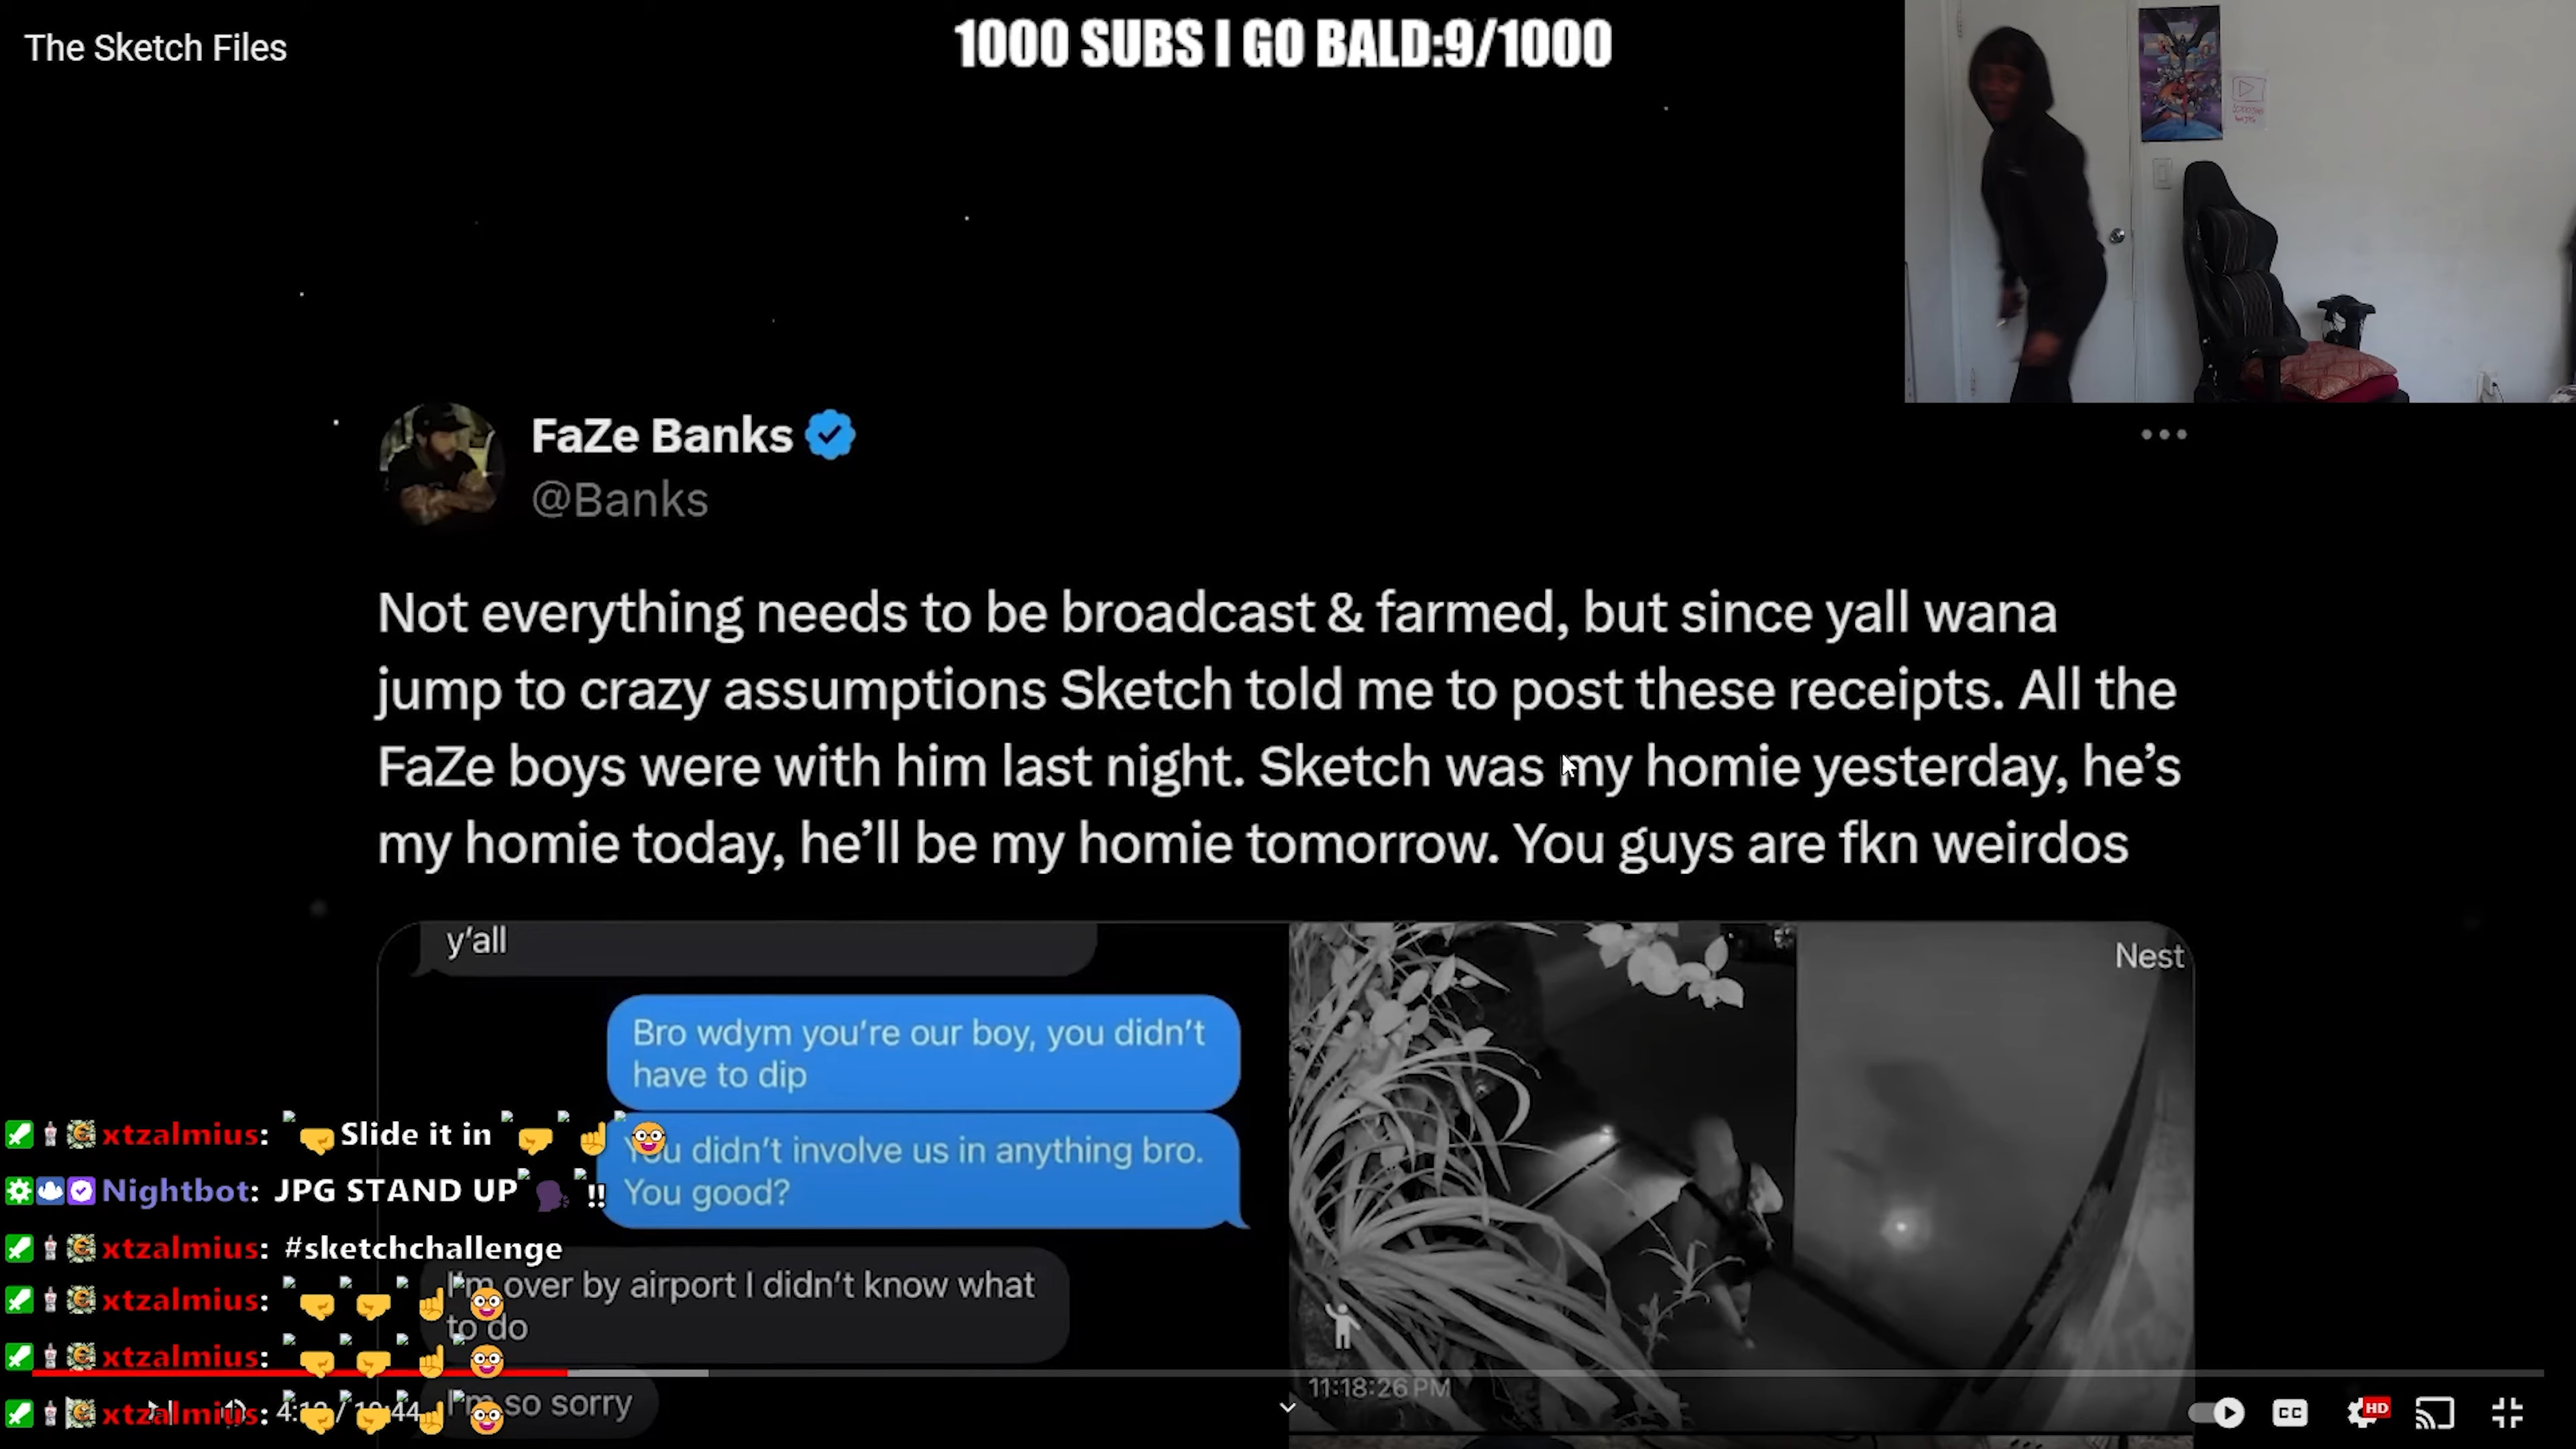 The Sketch Files
1000 SUBS I GO BALD:9/1000
FaZe Banks
@Banks
Not everything needs to be broadcast & farmed, but since yall wana
jump to crazy assumptions Sketch told me to post these receipts. All the
FaZe boys were with him last night. Sketch was my homie yesterday, he's
my homie today, he'll be my homie tomorrow. You guys are fkn weirdos
y'all
Nest
Bro wdym you're our boy, you didn't
have to dip
xtzalmius: 🤜Slide it in 🤛 ☝️ 🤓
You didn't involve us in anything bro.
You good?
Nightbot: JPG STAND UP🗣‼
xtzalmius: #sketchchallenge
I'm over by airport I didn't know what
to do
xtzalmius: 🤜 🤛 ☝️ 🤓
xtzalmius: 🤜 🤛 ☝️ 🤓
11:18:26 PM
xtzalmius: 🤜 🤛 ☝️ 🤓
I'm so sorry
CC
HD